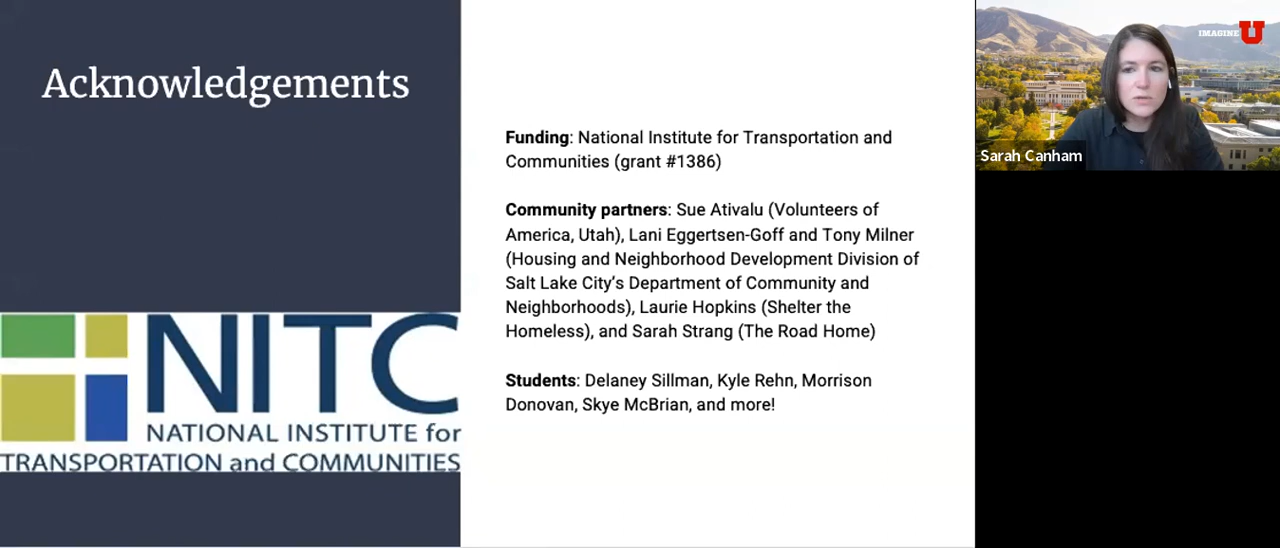 Acknowledgements
NITC
NATIONAL INSTITUTE for
TRANSPORTATION and COMMUNITIES
Funding: National Institute for Transportation and
Communities (grant #1386)
Community partners: Sue Ativalu (Volunteers of
America, Utah), Lani Eggertsen-Goff and Tony Milner
(Housing and Neighborhood Development Division of
Salt Lake City’s Department of Community and
Neighborhoods), Laurie Hopkins (Shelter the
Homeless), and Sarah Strang (The Road Home)
Students: Delaney Sillman, Kyle Rehn, Morrison
Donovan, Skye McBrian, and more!
IMAGINE U
Sarah Canham